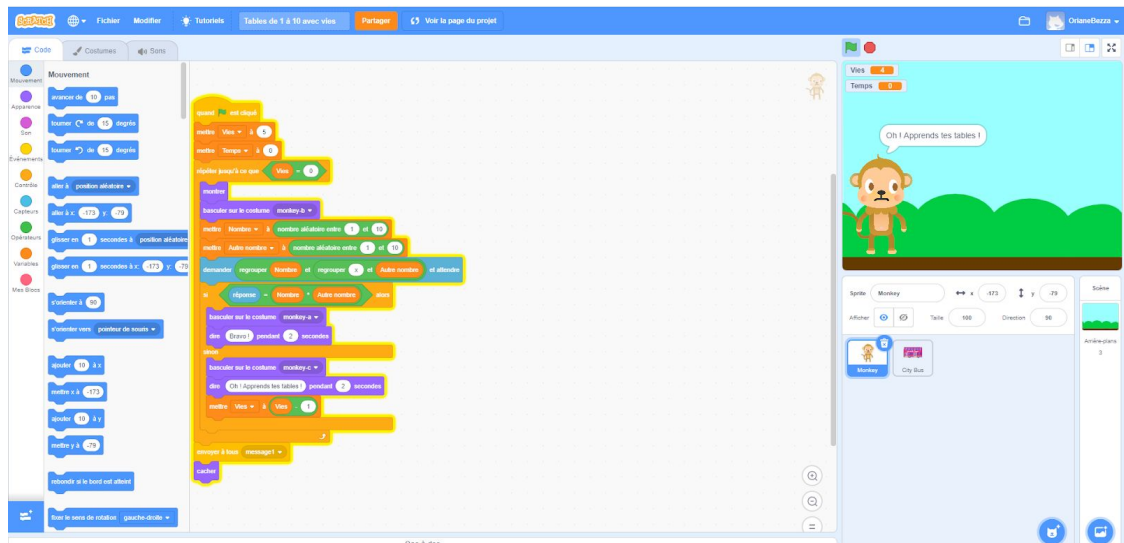 SCRATCH Fichier Modifier Tutoriels Tables de 1 à 10 avec vies Partager Voir la page du projet OrianeBezza
Code Costumes Sons
Mouvement
Apparence
Son
Événements
Contrôle
Capteurs
Opérateurs
Variables
Mes Blocs
Mouvement
avancer de 10 pas
tourner de 15 degrés
tourner de 15 degrés
aller à position aléatoire
aller à x: -173 y: -79
glisser en 1 secondes à position aléatoire
glisser en 1 secondes à x: -173 y: -79
s'orienter à 90
s'orienter vers pointeur de souris
ajouter 10 à x
mettre x à -173
ajouter 10 à y
mettre y à -79
rebondir si le bord est atteint
fixer le sens de rotation gauche-droite
quand est cliqué
mettre Vies à 5
mettre Temps à 0
répéter jusqu'à ce que Vies = 0
montrer
basculer sur le costume monkey-b
mettre Nombre à nombre aléatoire entre 1 et 10
mettre Autre nombre à nombre aléatoire entre 1 et 10
demander regrouper Nombre et regrouper x et Autre nombre et attendre
si réponse = Nombre * Autre nombre alors
basculer sur le costume monkey-a
dire Bravo ! pendant 2 secondes
sinon
basculer sur le costume monkey-c
dire Oh ! Apprends tes tables ! pendant 2 secondes
mettre Vies à Vies - 1
envoyer à tous message1
cacher
Vies 4
Temps 0
Oh ! Apprends tes tables !
Sprite Monkey x -173 y -79
Afficher Taille 100 Direction 90
Monkey
City Bus
Scène
Arrière-plans
3